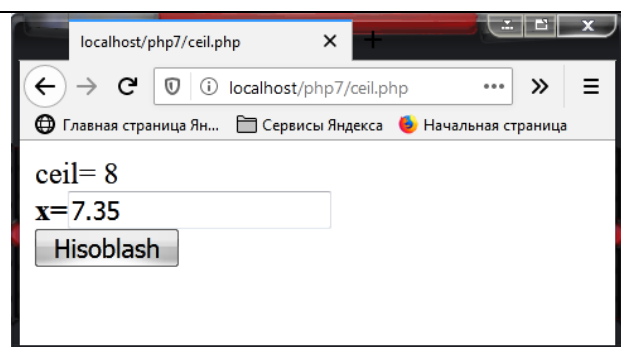 localhost/php7/ceil.php
localhost/php7/ceil.php
Главная страница Ян... Сервисы Яндекса Начальная страница
ceil= 8
x=7.35
Hisoblash